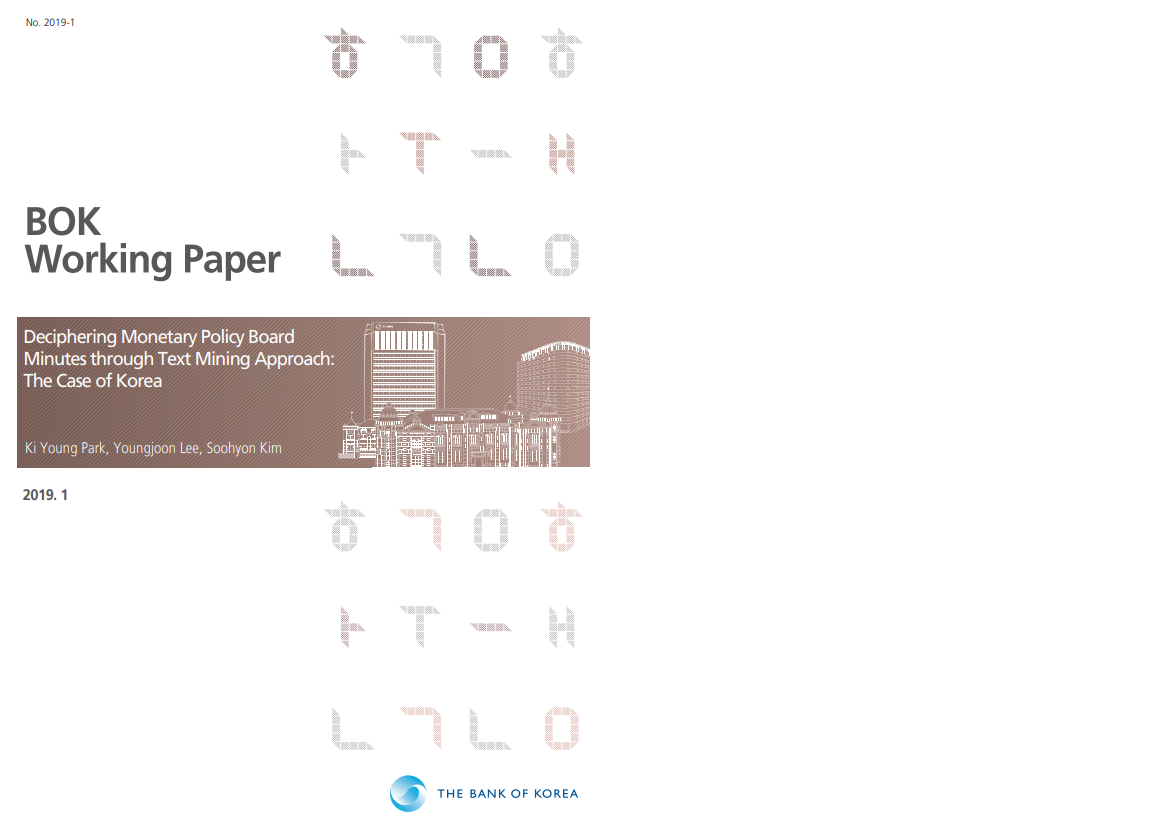 No. 2019-1
ㅎ ㄱ ㅇ ㅎ
ㅏ ㅜ ㅡ ㅐ
ㄴ ㄱ ㄴ ㅇ
BOK
Working Paper
Deciphering Monetary Policy Board
Minutes through Text Mining Approach:
The Case of Korea
Ki Young Park, Youngjoon Lee, Soohyon Kim
2019. 1
ㅎ ㄱ ㅇ ㅎ
ㅏ ㅜ ㅡ ㅐ
ㄴ ㄱ ㄴ ㅇ
THE BANK OF KOREA